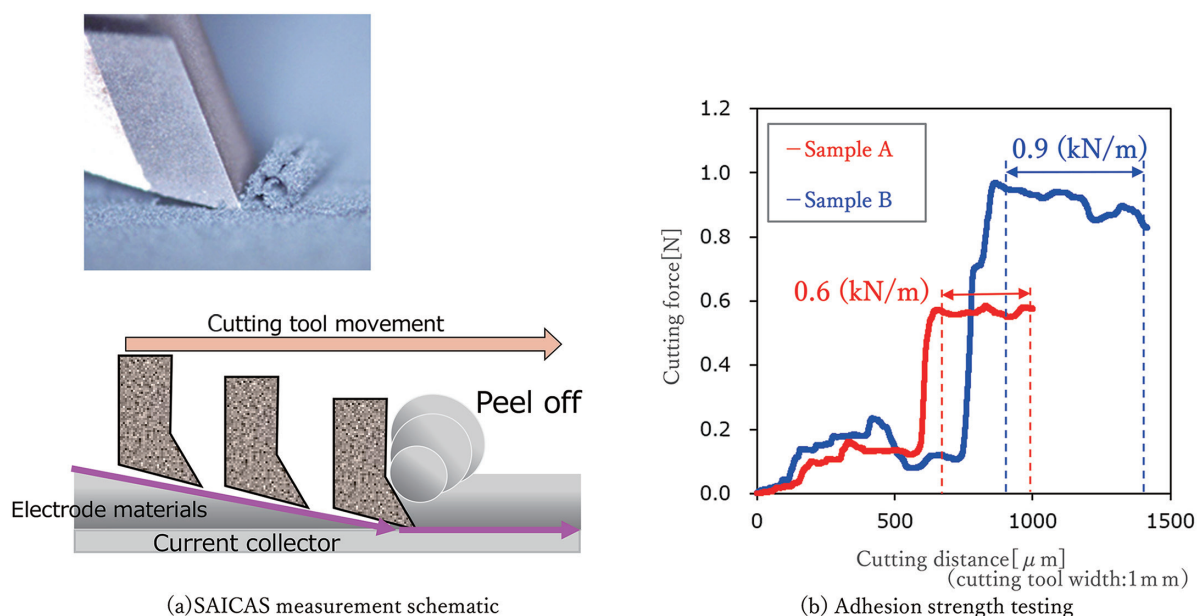 Cutting tool movement
Peel off
Electrode materials
Current collector
(a)SAICAS measurement schematic
1.2
1.0
0.8
0.6
0.4
0.2
0.0
Cutting force[N]
－Sample A
－Sample B
0.9 (kN/m)
0.6 (kN/m)
0
500
1000
1500
Cutting distance[μm]
(cutting tool width:1mm)
(b) Adhesion strength testing